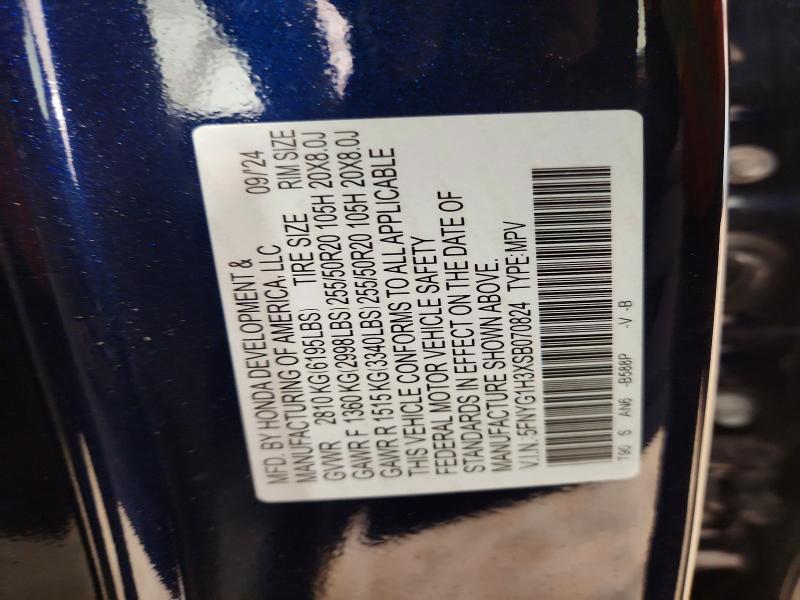 MFD. BY HONDA DEVELOPMENT & 09/'24
MANUFACTURING OF AMERICA, LLC
TIRE SIZE RIM SIZE
GVWR 2810 KG(6195LBS)
GAWR F 1360 KG(2998LBS) 255/50R20 105H 20X8.0J
GAWR R 1515 KG(3340LBS) 255/50R20 105H 20X8.0J
THIS VEHICLE CONFORMS TO ALL APPLICABLE
FEDERAL MOTOR VEHICLE SAFETY
STANDARDS IN EFFECT ON THE DATE OF
MANUFACTURE SHOWN ABOVE.
V.I.N.:5FNYG1H3XSB070824 TYPE:MPV
T90 S AN6 -B588P -V -B